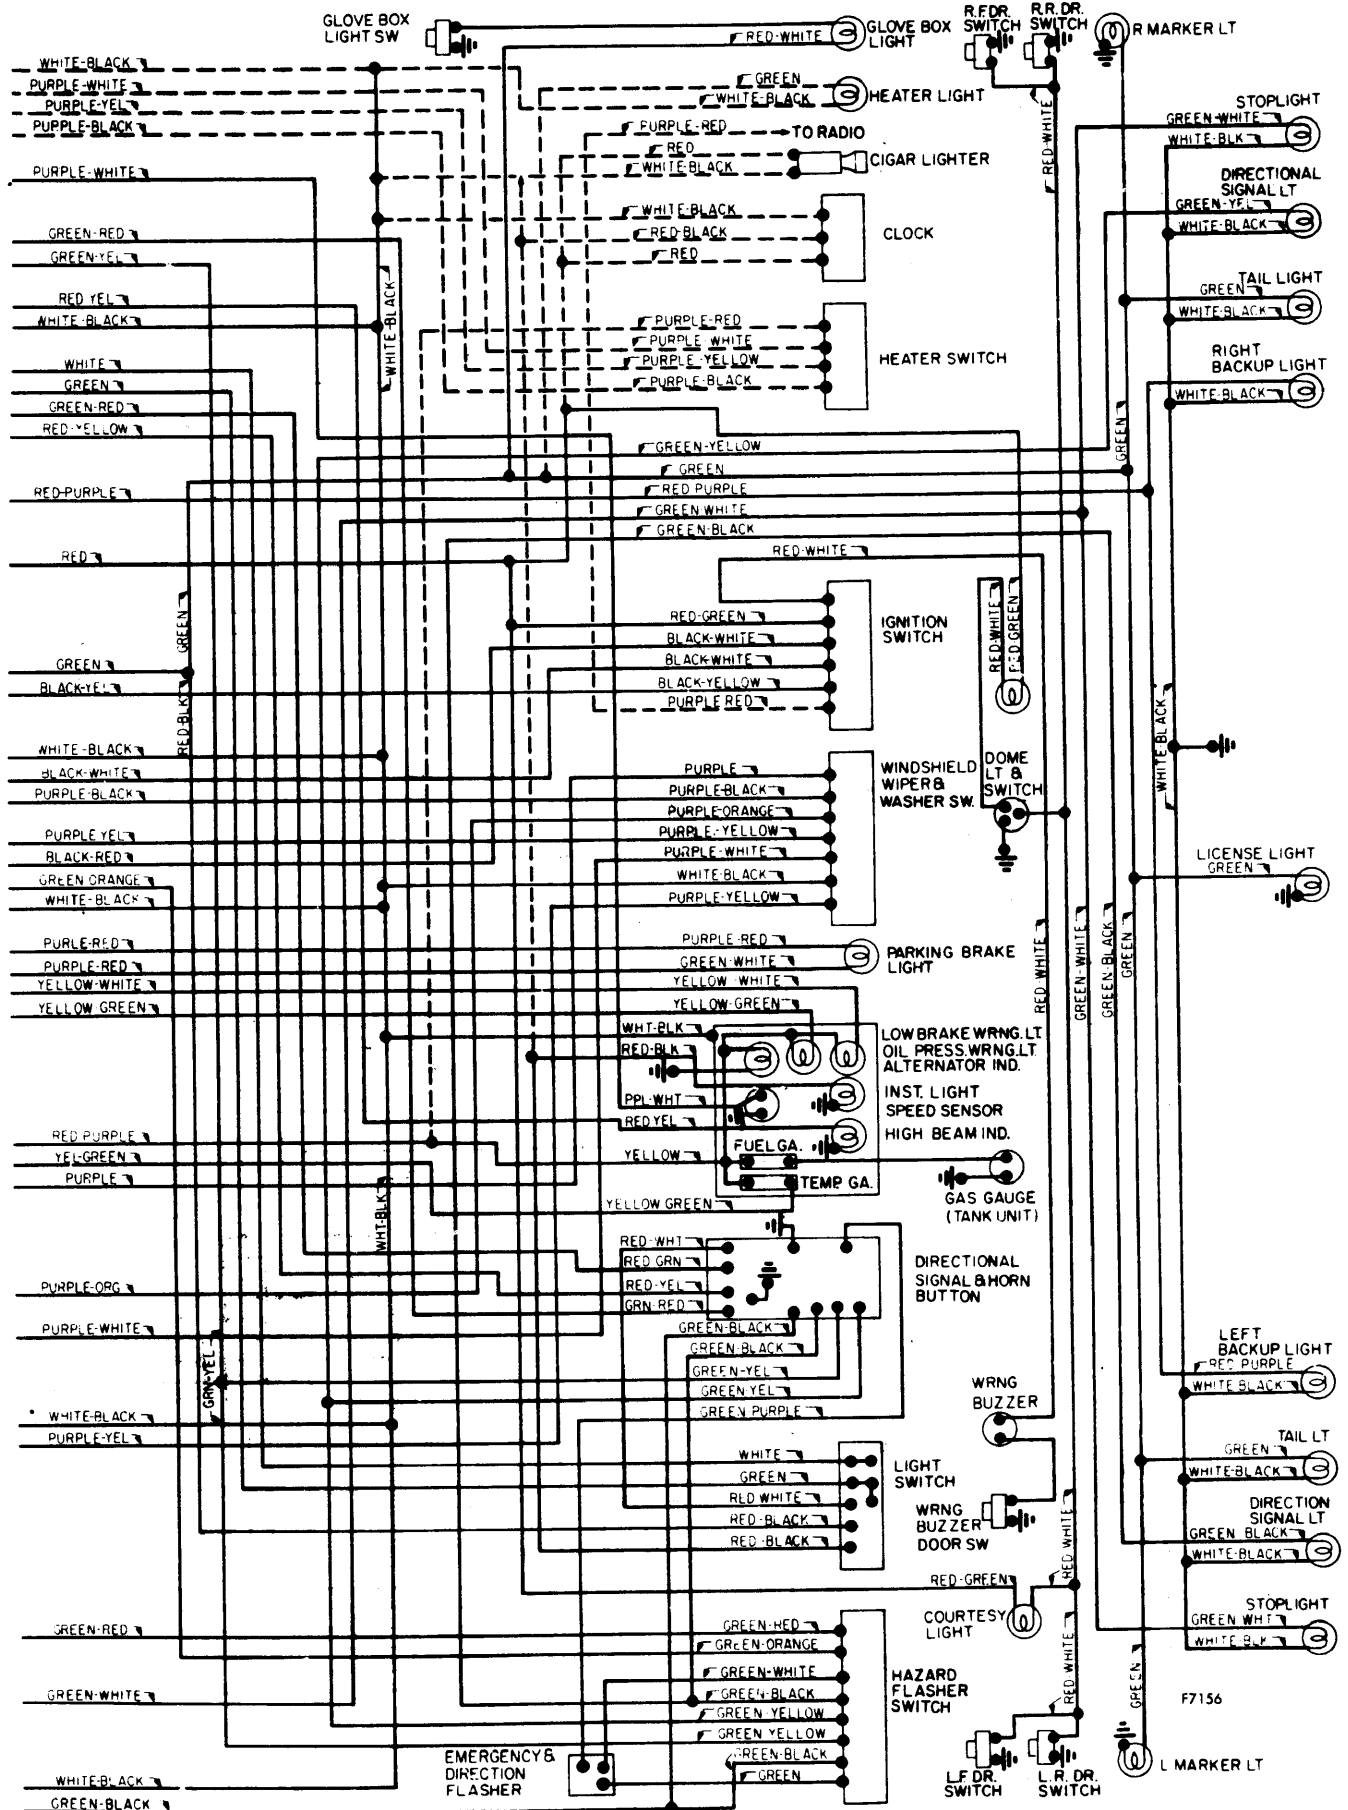 GLOVE BOX
LIGHT SW
RED-WHITE
GLOVE BOX
LIGHT
R.F.DR.
SWITCH
R.R. DR.
SWITCH
R MARKER LT
WHITE-BLACK
PURPLE-WHITE
PURPLE-YEL
PURPLE-BLACK
GREEN
WHITE-BLACK
HEATER LIGHT
PURPLE-RED
TO RADIO
RED
WHITE-BLACK
CIGAR LIGHTER
RED-WHITE
STOPLIGHT
GREEN-WHITE
WHITE-BLK
PURPLE-WHITE
DIRECTIONAL
SIGNAL LT
GREEN-YEL
WHITE-BLACK
WHITE-BLACK
RED-BLACK
RED
CLOCK
GREEN-RED
GREEN-YEL
RED YEL
WHITE-BLACK
WHITE-BLACK
TAIL LIGHT
GREEN
WHITE-BLACK
PURPLE-RED
PURPLE-WHITE
PURPLE-YELLOW
PURPLE-BLACK
HEATER SWITCH
RIGHT
BACKUP LIGHT
WHITE-BLACK
WHITE
GREEN
GREEN-RED
RED-YELLOW
GREEN-YELLOW
GREEN
RED PURPLE
GREEN WHITE
GREEN-BLACK
GREEN
RED-PURPLE
RED
RED-WHITE
RED-GREEN
BLACK-WHITE
BLACK-WHITE
BLACK-YELLOW
PURPLE RED
IGNITION
SWITCH
RED-WHITE
RED-GREEN
GREEN
GREEN
BLACK-YEL
RED-BLK
WHITE-BLACK
BLACK-WHITE
PURPLE-BLACK
PURPLE YEL
BLACK-RED
GREEN ORANGE
WHITE-BLACK
PURPLE
PURPLE-BLACK
PURPLE-ORANGE
PURPLE-YELLOW
PURPLE-WHITE
WHITE-BLACK
PURPLE-YELLOW
WINDSHIELD
WIPER &
WASHER SW.
DOME
LT &
SWITCH
WHITE-BLACK
LICENSE LIGHT
GREEN
PURLE-RED
PURPLE-RED
YELLOW-WHITE
YELLOW GREEN
PURPLE-RED
GREEN-WHITE
YELLOW-WHITE
YELLOW-GREEN
PARKING BRAKE
LIGHT
RED-WHITE
GREEN-WHITE
GREEN-BLACK
GREEN
WHT-BLK
RED-BLK
PPL-WHT
RED YEL
LOW BRAKE WRNG. LT
OIL PRESS. WRNG. LT
ALTERNATOR IND.
INST. LIGHT
SPEED SENSOR
HIGH BEAM IND.
RED PURPLE
YEL-GREEN
PURPLE
YELLOW
FUEL GA.
TEMP GA.
YELLOW GREEN
GAS GAUGE
(TANK UNIT)
WHT-BLK
RED-WHT
RED GRN
RED-YEL
GRN-RED
DIRECTIONAL
SIGNAL & HORN
BUTTON
PURPLE-ORG
PURPLE-WHITE
GREEN-BLACK
GREEN-BLACK
GREEN-YEL
GREEN YEL
GREEN PURPLE
GRN-YEL
WRNG
BUZZER
LEFT
BACKUP LIGHT
RED PURPLE
WHITE BLACK
WHITE-BLACK
PURPLE-YEL
WHITE
GREEN
RED WHITE
RED-BLACK
RED-BLACK
LIGHT
SWITCH
WRNG
BUZZER
DOOR SW
TAIL LT
GREEN
WHITE-BLACK
DIRECTION
SIGNAL LT
GREEN BLACK
WHITE-BLACK
RED WHITE
RED-GREEN
COURTESY
LIGHT
STOPLIGHT
GREEN WHT
WHITE-BLK
GREEN-RED
GREEN-WHITE
GREEN-RED
GREEN-ORANGE
GREEN-WHITE
GREEN-BLACK
GREEN-YELLOW
GREEN YELLOW
GREEN-BLACK
GREEN
HAZARD
FLASHER
SWITCH
RED WHITE
GREEN
F7156
EMERGENCY &
DIRECTION
FLASHER
L.F. DR.
SWITCH
L.R. DR.
SWITCH
L MARKER LT
WHITE-BLACK
GREEN-BLACK